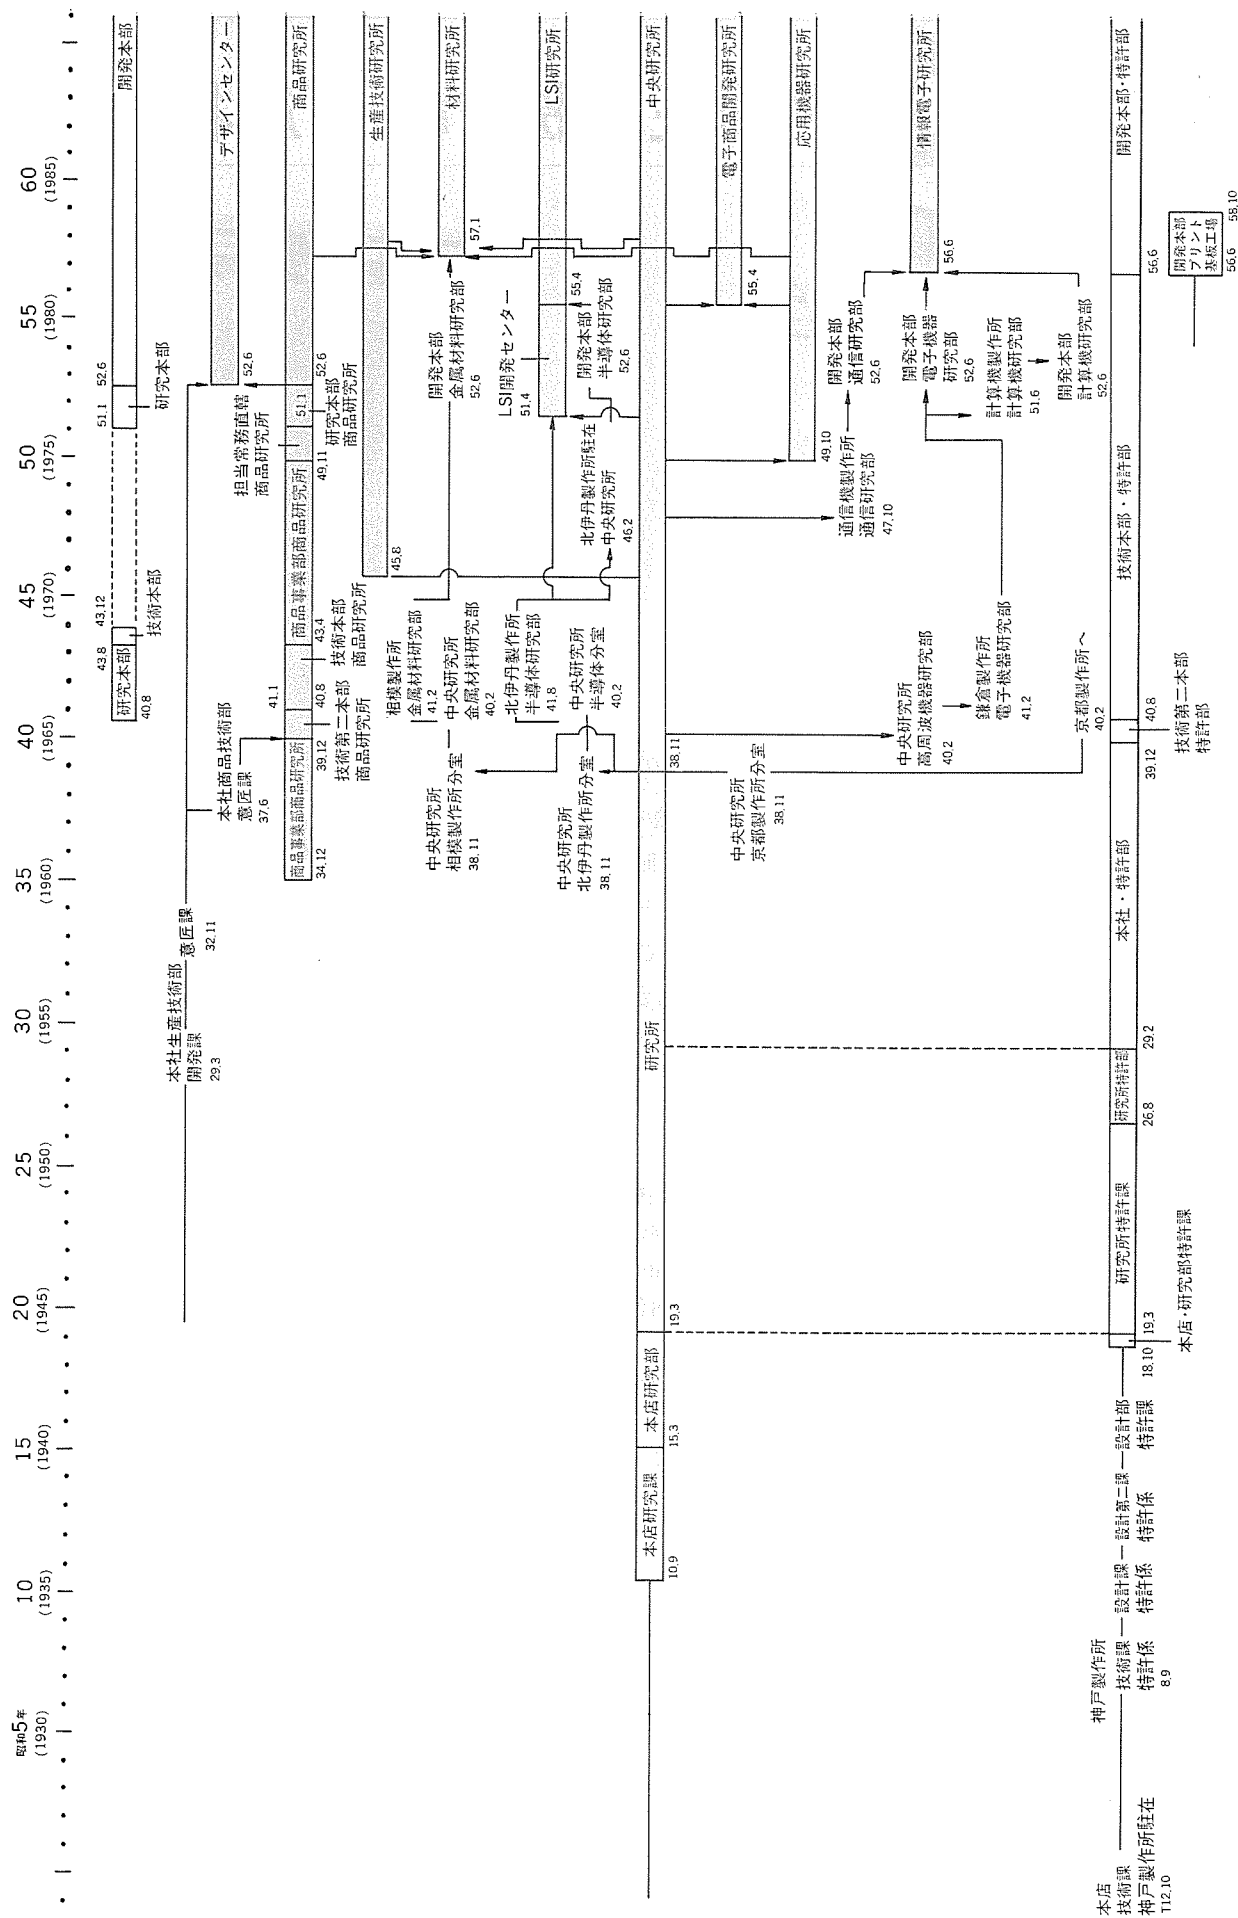 昭和5年
(1930)
10
(1935)
15
(1940)
20
(1945)
25
(1950)
30
(1955)
35
(1960)
40
(1965)
45
(1970)
50
(1975)
55
(1980)
60
(1985)
研究本部
40,8
43,8
技術本部
43,12
51,1
研究本部
52,6
開発本部
本社生産技術部
開発課
29,3
意匠課
32,11
本社商品技術部
意匠課
37,6
52,6
デザインセンター
商品事業部商品研究所
34,12
39,12
技術第二本部
商品研究所
40,8
41,1
技術本部
商品研究所
43,4
商品事業部商品研究所
49,11
担当常務直轄
商品研究所
51,1
研究本部
商品研究所
52,6
商品研究所
45,8
生産技術研究所
中央研究所
相模製作所分室
38,11
中央研究所
金属材料研究部
40,2
相模製作所
金属材料研究部
41,2
開発本部
金属材料研究部
52,6
57,1
材料研究所
中央研究所
北伊丹製作所分室
38,11
中央研究所
半導体分室
40,2
北伊丹製作所
半導体研究部
41,8
北伊丹製作所駐在
中央研究所
46,2
LSI開発センター
51,4
開発本部
半導体研究部
52,6
55,4
LSI研究所
10,9
本店研究課
15,3
本店研究部
19,3
研究所
38,11
中央研究所
55,4
電子商品開発研究所
49,10
応用機器研究所
中央研究所
京都製作所分室
38,11
京都製作所へ
40,2
通信機製作所
通信研究部
47,10
開発本部
通信研究部
52,6
中央研究所
高周波機器研究部
40,2
鎌倉製作所
電子機器研究部
41,2
開発本部
電子機器
研究部
52,6
計算機製作所
計算機研究部
51,6
開発本部
計算機研究部
52,6
56,6
情報電子研究所
本店
技術課
神戸製作所駐在
T12,10
神戸製作所
技術課
特許係
8,9
設計課
特許係
設計第二課
特許係
設計部
特許課
18,10
本店・研究部特許課
19,3
研究所特許課
26,8
研究所特許部
29,2
本社・特許部
39,12
技術第二本部
特許部
40,8
技術本部・特許部
56,6
開発本部・特許部
開発本部
プリント
基板工場
56,6
58,10